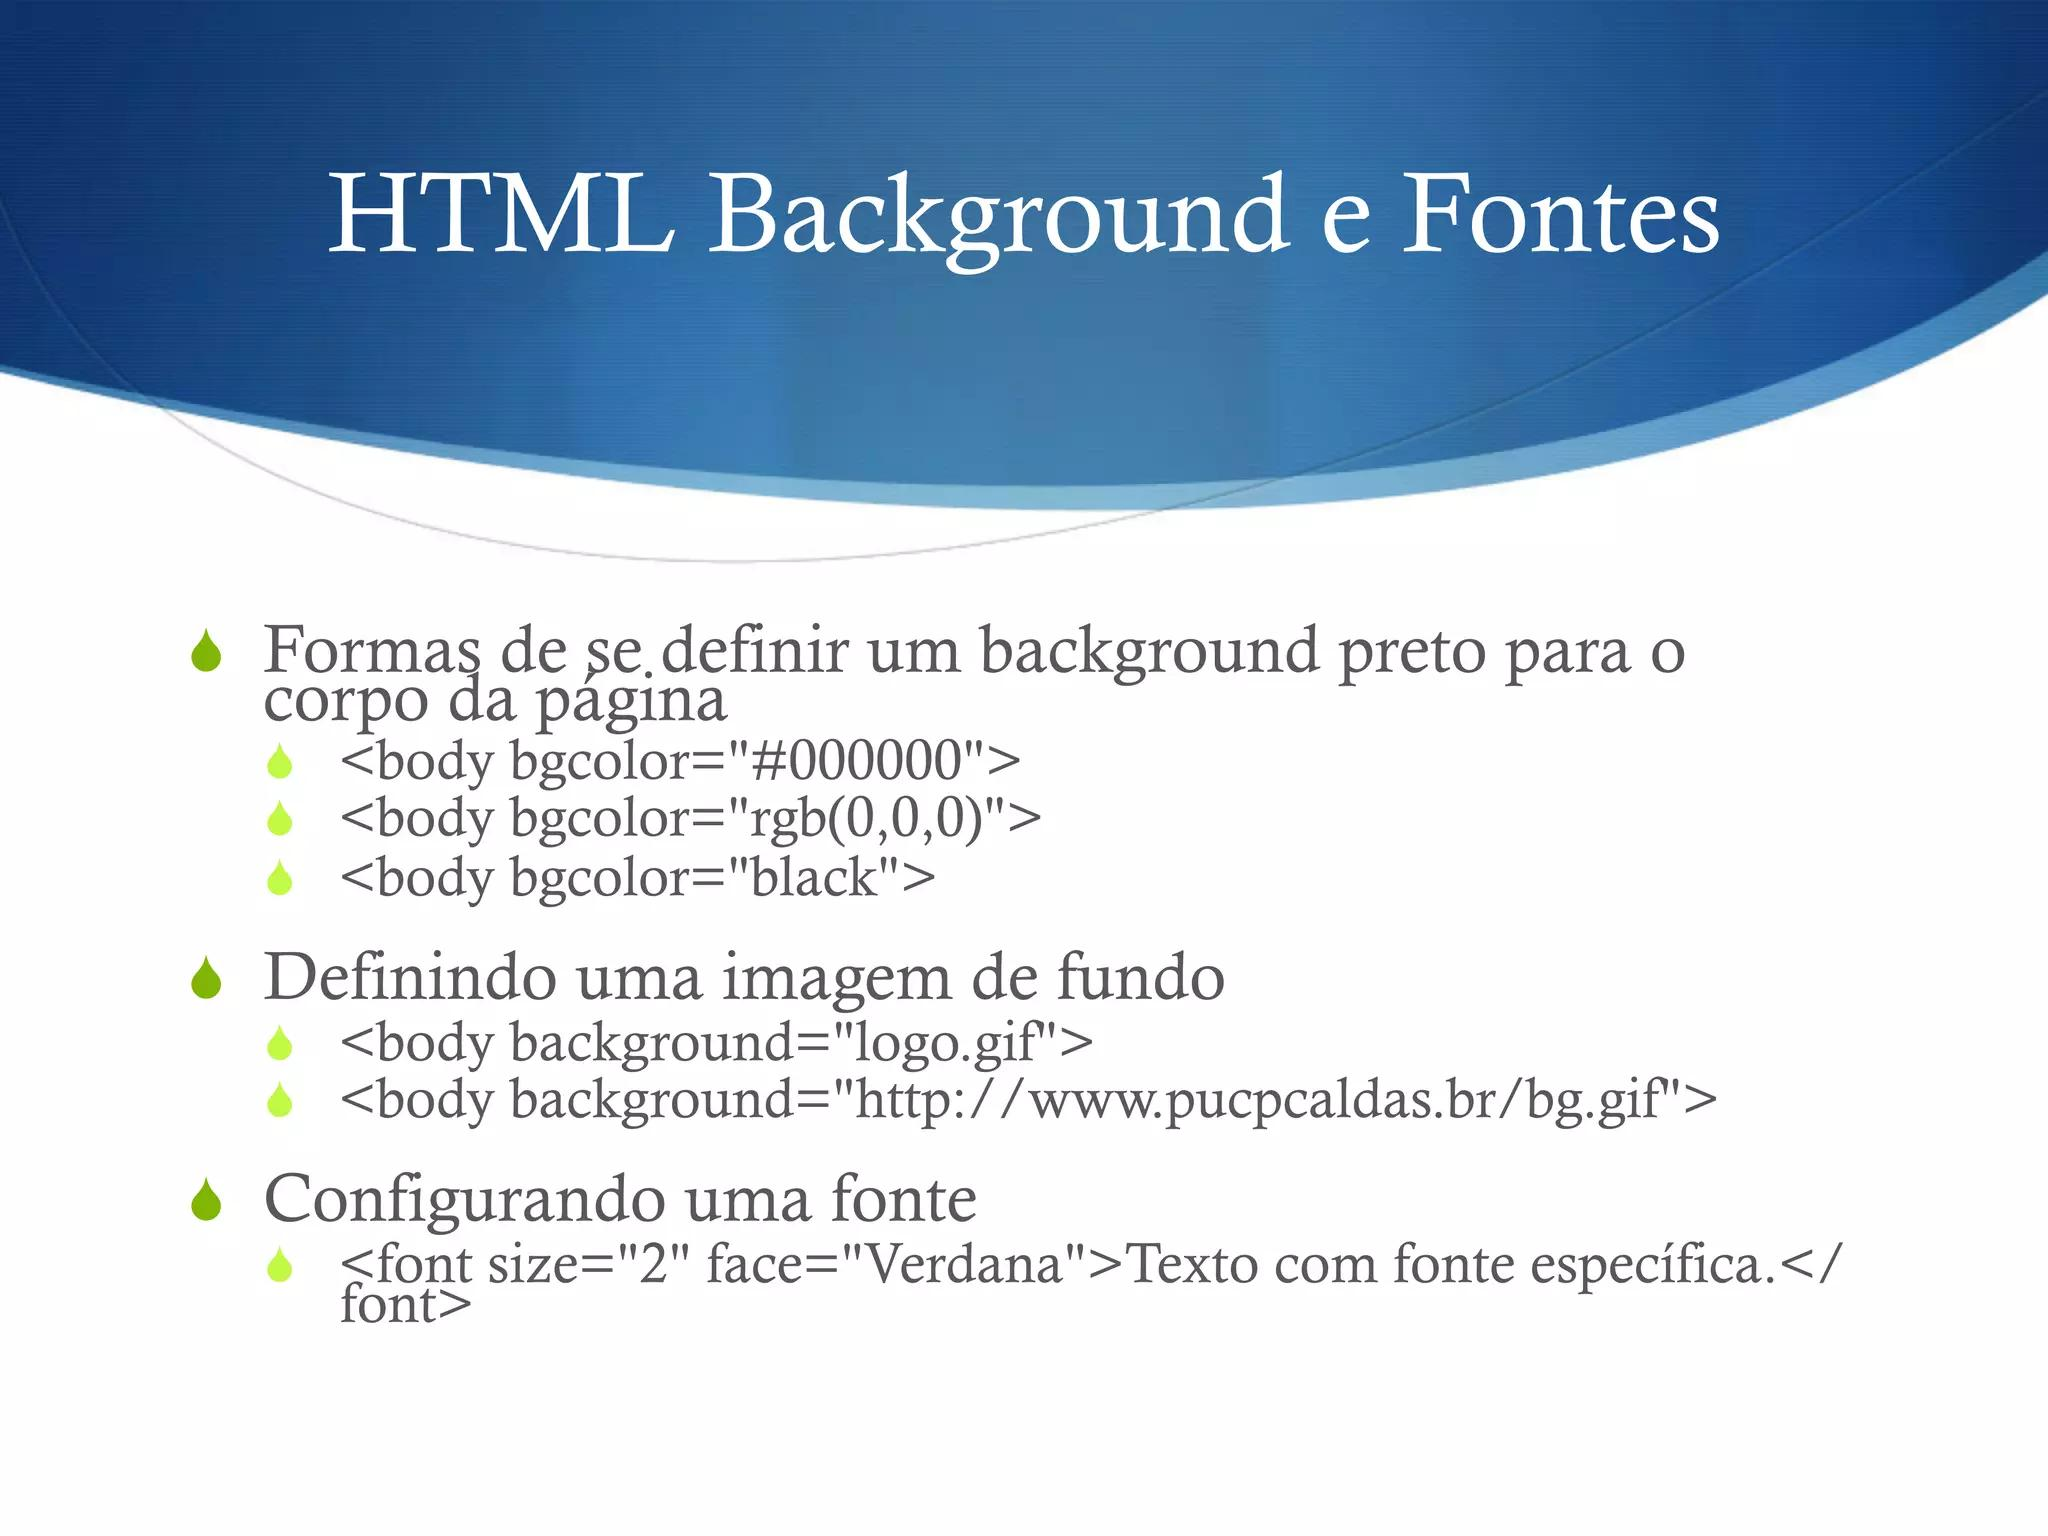 HTML Background e Fontes
Formas de se definir um background preto para o
corpo da página
<body bgcolor="#000000">
<body bgcolor="rgb(0,0,0)">
<body bgcolor="black">
Definindo uma imagem de fundo
<body background="logo.gif">
<body background="http://www.pucpcaldas.br/bg.gif">
Configurando uma fonte
<font size="2" face="Verdana">Texto com fonte específica.</
font>